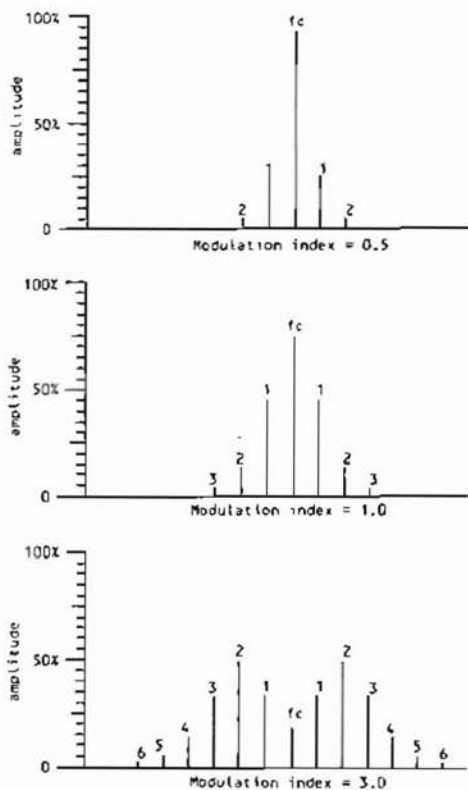 fc
100%
amplitude
50%
1 1
2 2
0
Modulation index = 0.5
100%
fc
amplitude
50%
1 1
2 2
3 3
0
Modulation index = 1.0
100%
amplitude
50%
2 2
3 1 1 3
fc
4 4
6 5 5 6
0
Modulation index = 3.0